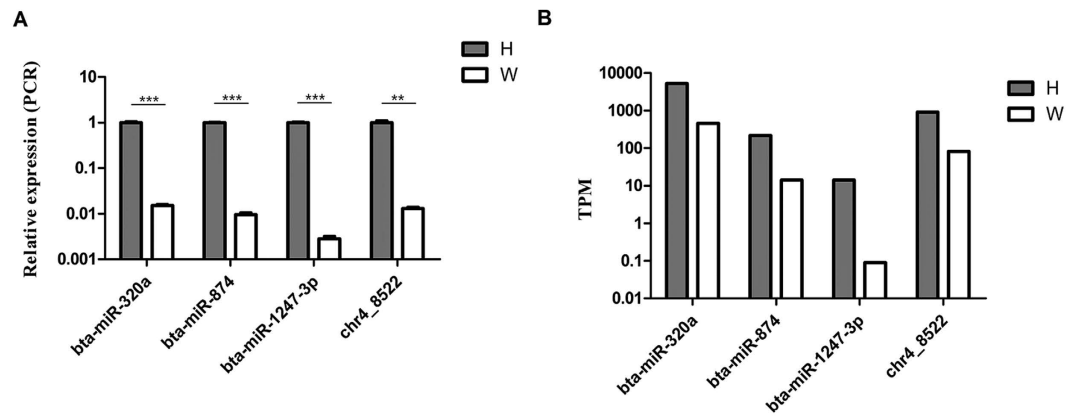 A
H
W
Relative expression (PCR)
10
1
0.1
0.01
0.001
***
***
***
**
bta-miR-320a
bta-miR-874
bta-miR-1247-3p
chr4_8522
B
H
W
TPM
10000
1000
100
10
1
0.1
0.01
bta-miR-320a
bta-miR-874
bta-miR-1247-3p
chr4_8522